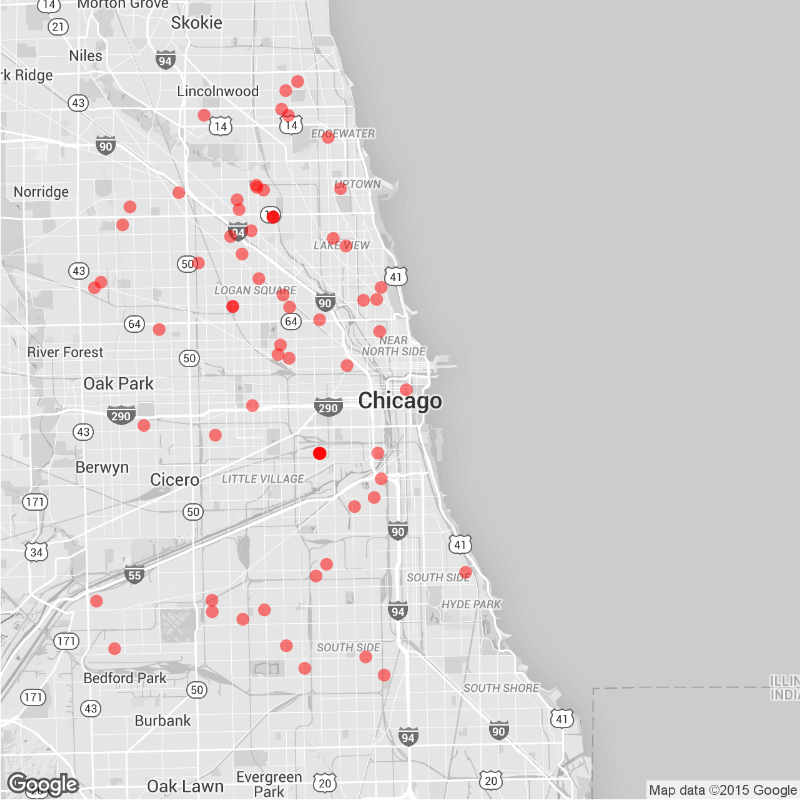 14
Morton Grove
21
Skokie
Niles
94
rk Ridge
Lincolnwood
43
14
14
EDGEWATER
90
Norridge
UPTOWN
94
LAKE VIEW
43
50
41
LOGAN SQUARE
90
64
64
NEAR
NORTH SIDE
River Forest
50
Oak Park
Chicago
290
290
43
Berwyn
Cicero
LITTLE VILLAGE
171
50
90
34
41
55
SOUTH SIDE
HYDE PARK
94
171
SOUTH SIDE
Bedford Park
50
SOUTH SHORE
ILLIN
INDIA
171
43
Burbank
41
90
94
Google
Oak Lawn
Evergreen
Park
20
20
Map data ©2015 Google